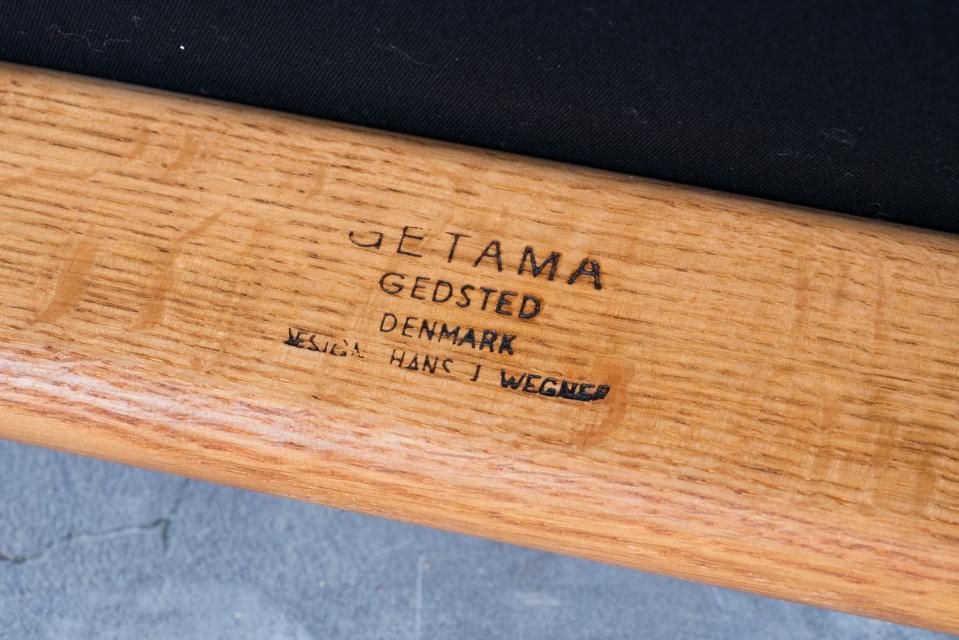 GETAMA
GEDSTED
DENMARK
DESIGN HANS J WEGNER